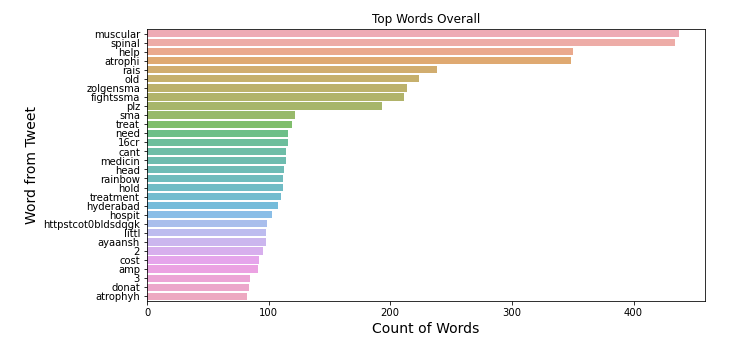 Top Words Overall
Word from Tweet
muscular
spinal
help
atrophi
rais
old
zolgensma
fightssma
plz
sma
treat
need
16cr
cant
medicin
head
rainbow
hold
treatment
hyderabad
hospit
httpstcot0bldsdqgk
littl
ayaansh
2
cost
amp
3
donat
atrophyh
0 100 200 300 400
Count of Words